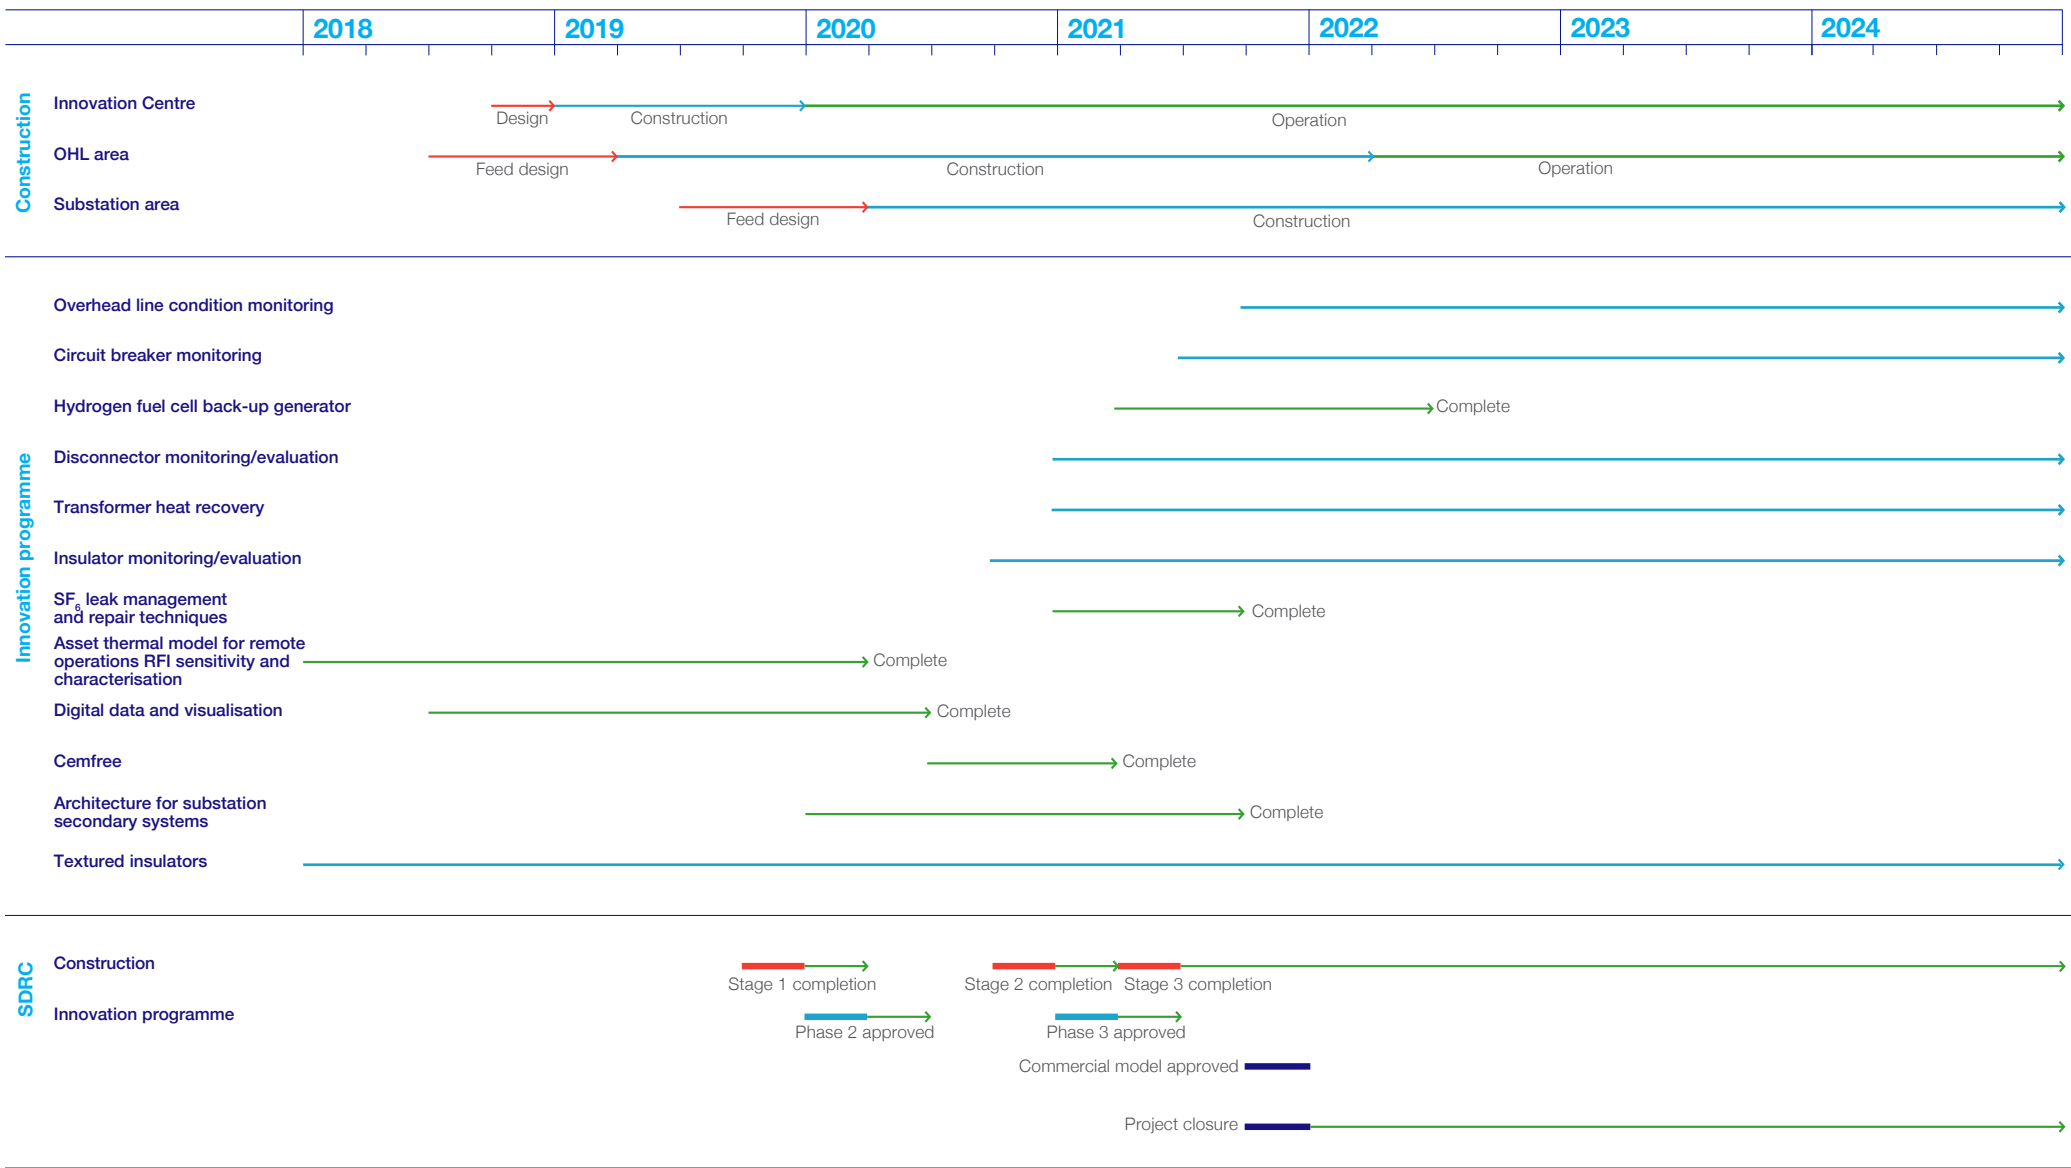 2018 2019 2020 2021 2022 2023 2024
Construction
Innovation Centre
Design Construction Operation
OHL area
Feed design Construction Operation
Substation area
Feed design Construction
Innovation programme
Overhead line condition monitoring
Circuit breaker monitoring
Hydrogen fuel cell back-up generator Complete
Disconnector monitoring/evaluation
Transformer heat recovery
Insulator monitoring/evaluation
SF₆ leak management
and repair techniques Complete
Asset thermal model for remote
operations RFI sensitivity and Complete
characterisation
Digital data and visualisation Complete
Cemfree Complete
Architecture for substation
secondary systems Complete
Textured insulators
SDRC
Construction
Stage 1 completion Stage 2 completion Stage 3 completion
Innovation programme
Phase 2 approved Phase 3 approved
Commercial model approved
Project closure